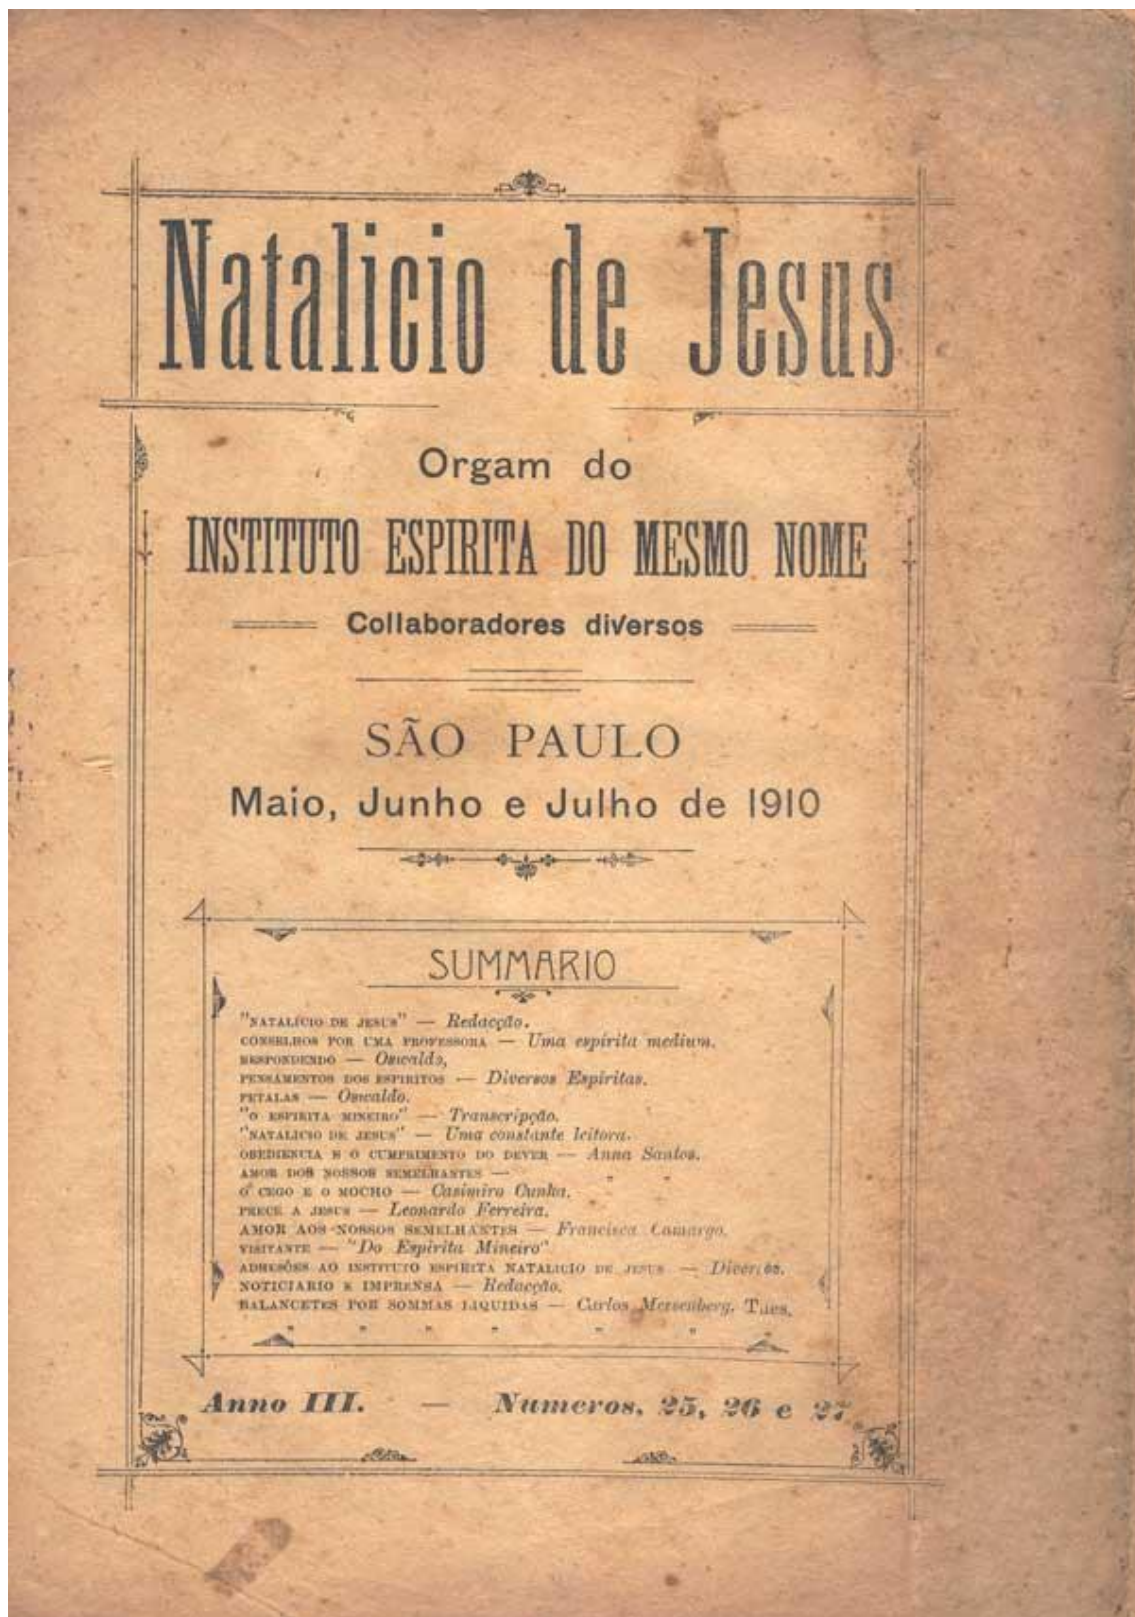 Natalicio de Jesus
Orgam do
INSTITUTO ESPIRITA DO MESMO NOME
Collaboradores diversos
SÃO PAULO
Maio, Junho e Julho de 1910
SUMMARIO
"NATALICIO DE JESUS" — Redacção.
CONSELHOS POR UMA PROFESSORA — Uma espírita medium.
RESPONDENDO — Oswaldo,
PENSAMENTOS DOS ESPIRITOS — Diversos Espíritas.
PETALAS — Oswaldo.
"O ESPIRITA MINEIRO" — Transcripção.
"NATALICIO DE JESUS" — Uma constante leitora.
OBEDIENCIA E O CUMPRIMENTO DO DEVER — Anna Santos.
AMOR DOS NOSSOS SEMELHANTES — " "
O CEGO E O MOCHO — Casimiro Cunha.
PRECE A JESUS — Leonardo Ferreira.
AMOR AOS NOSSOS SEMELHANTES — Francisca Camargo.
VISITANTE — "Do Espirita Mineiro"
ADHESÕES AO INSTITUTO ESPIRITA NATALICIO DE JESUS — Diversos.
NOTICIARIO E IMPRENSA — Redacção.
BALANCETES POR SOMMAS LIQUIDAS — Carlos
" " " " " " "
Anno III. — Numeros, 25, 26 e 27